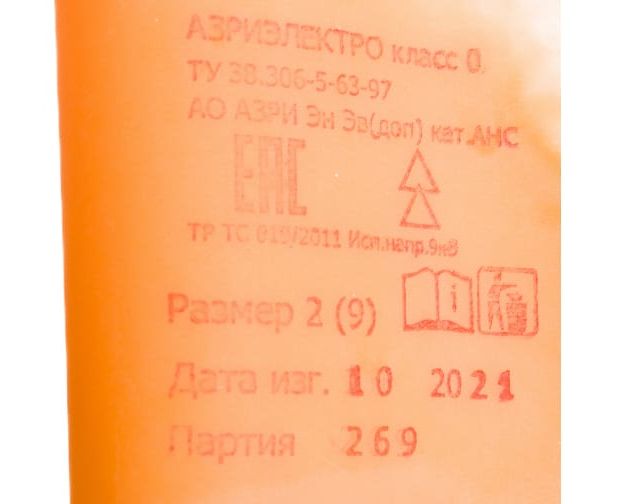 АЗРИЭЛЕКТРО класс 0.
ТУ 38.306-5-63-97
АО АЗРИ Эн Эв(доп) кат.АНС
ЕАС
ТР ТС 019/2011 Исп.напр.9кВ
Размер 2 (9)
Дата изг. 10 2021
Партия 269